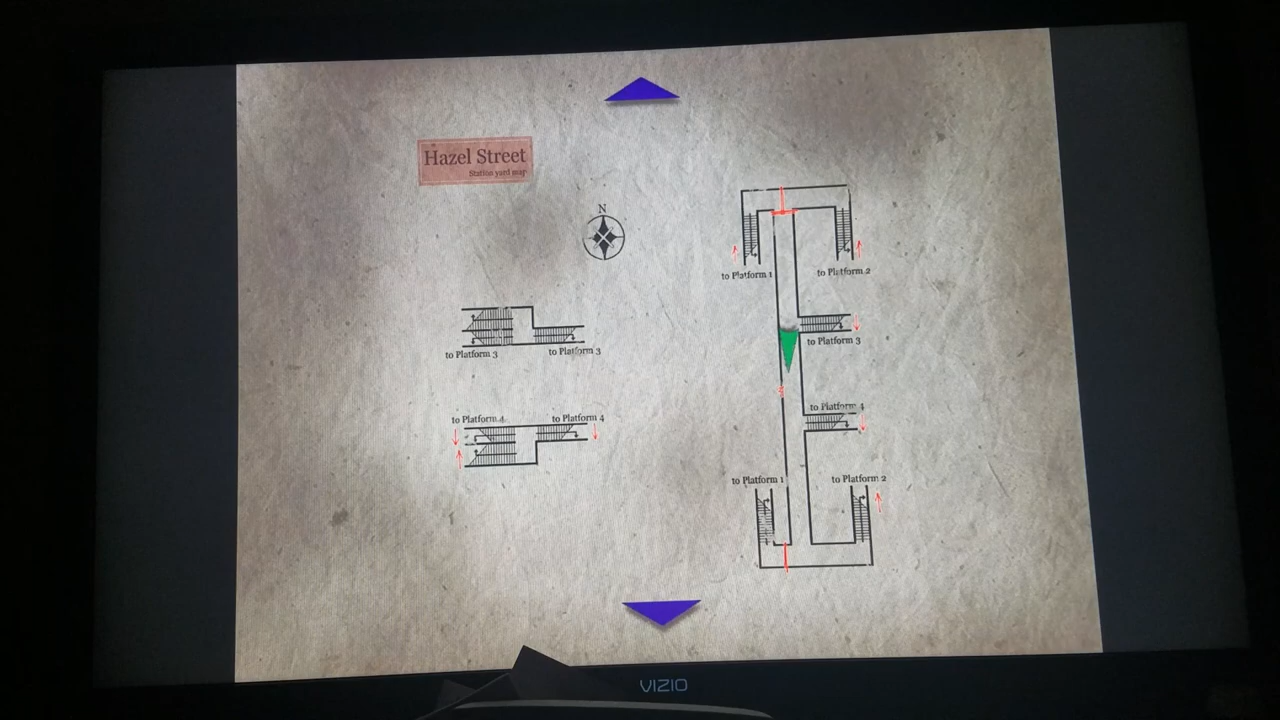 Hazel Street
Station yard map
N
to Platform 1
to Platform 2
to Platform 3
to Platform 3
to Platform 3
to Platform 4
to Platform 4
to Platform 4
to Platform 1
to Platform 2
VIZIO